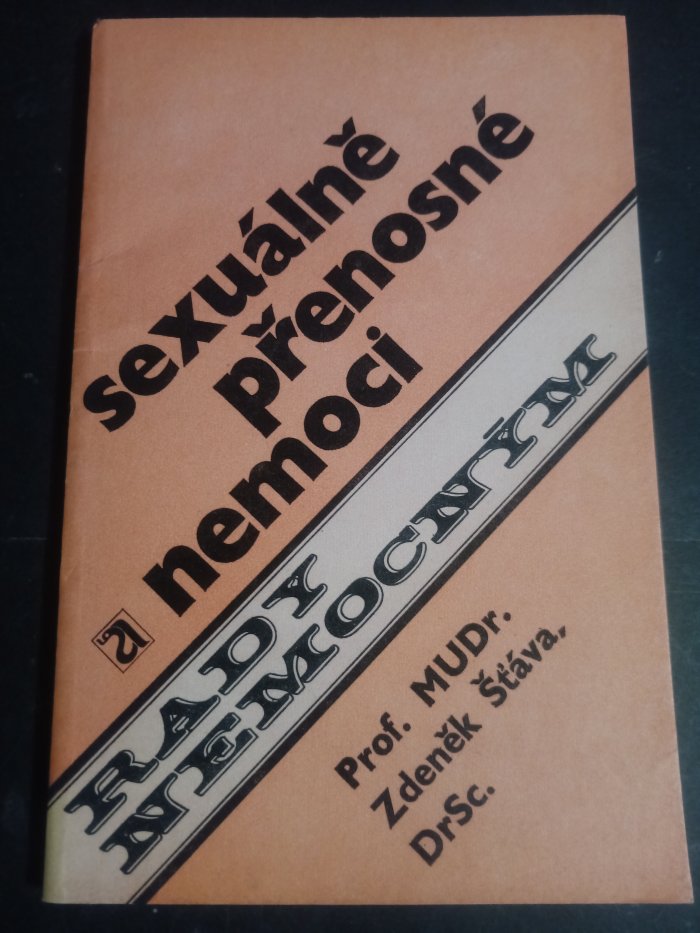 sexuálně
přenosné
nemoci
RADY
NEMOCNÝM
Prof. MUDr.
Zdeněk Šťáva,
DrSc.